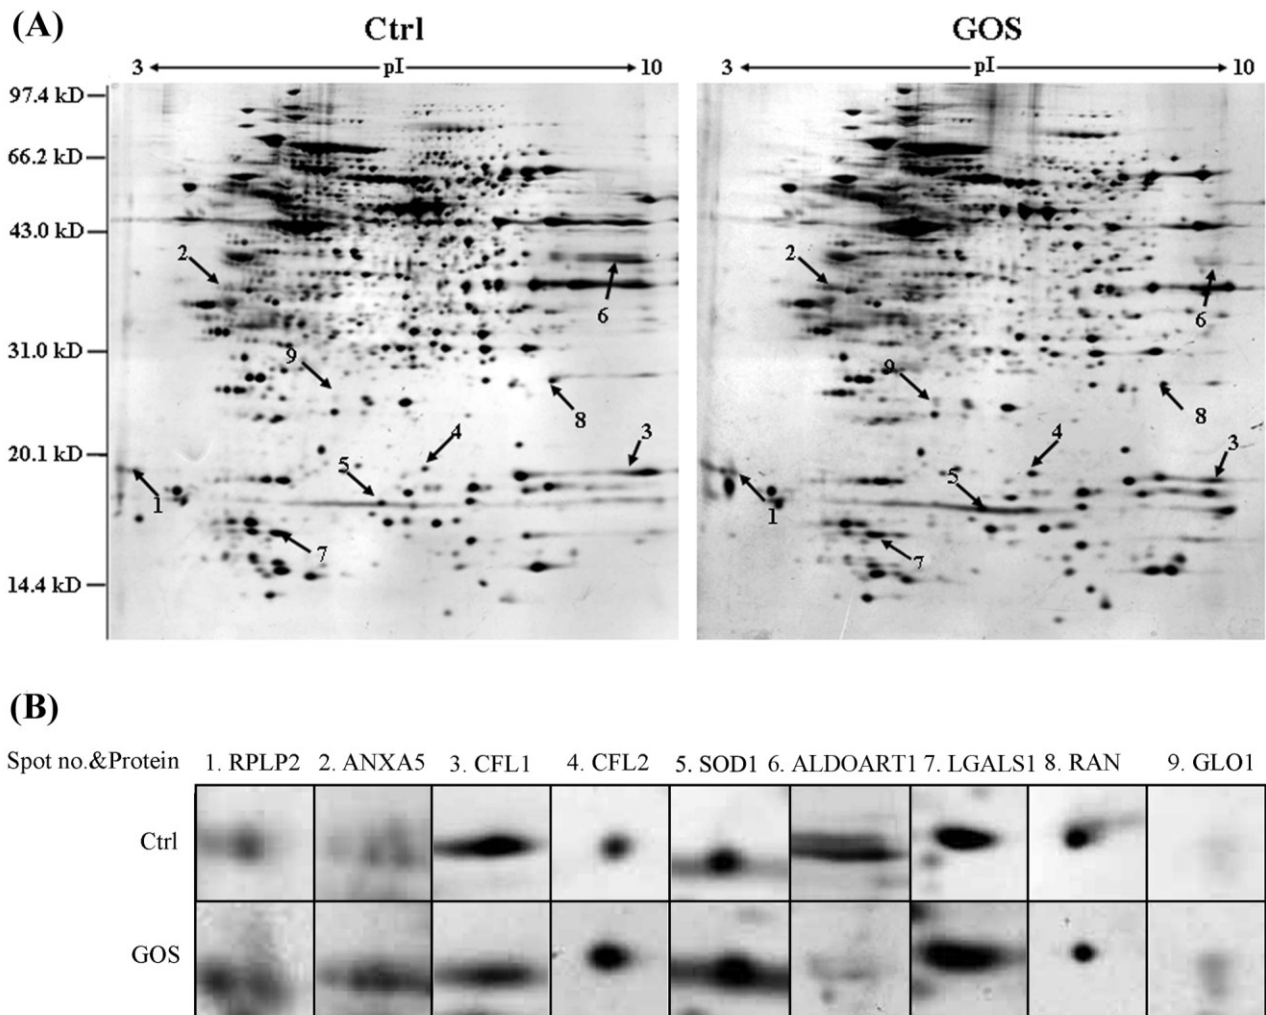 (A)
Ctrl
GOS
3 pI 10
3 pI 10
97.4 kD
66.2 kD
43.0 kD
31.0 kD
20.1 kD
14.4 kD
2
6
9
8
4
3
5
1
7
2
6
9
8
4
3
5
1
7
(B)
Spot no.&Protein 1. RPLP2 2. ANXA5 3. CFL1 4. CFL2 5. SOD1 6. ALDOART1 7. LGALS1 8. RAN 9. GLO1
Ctrl
GOS